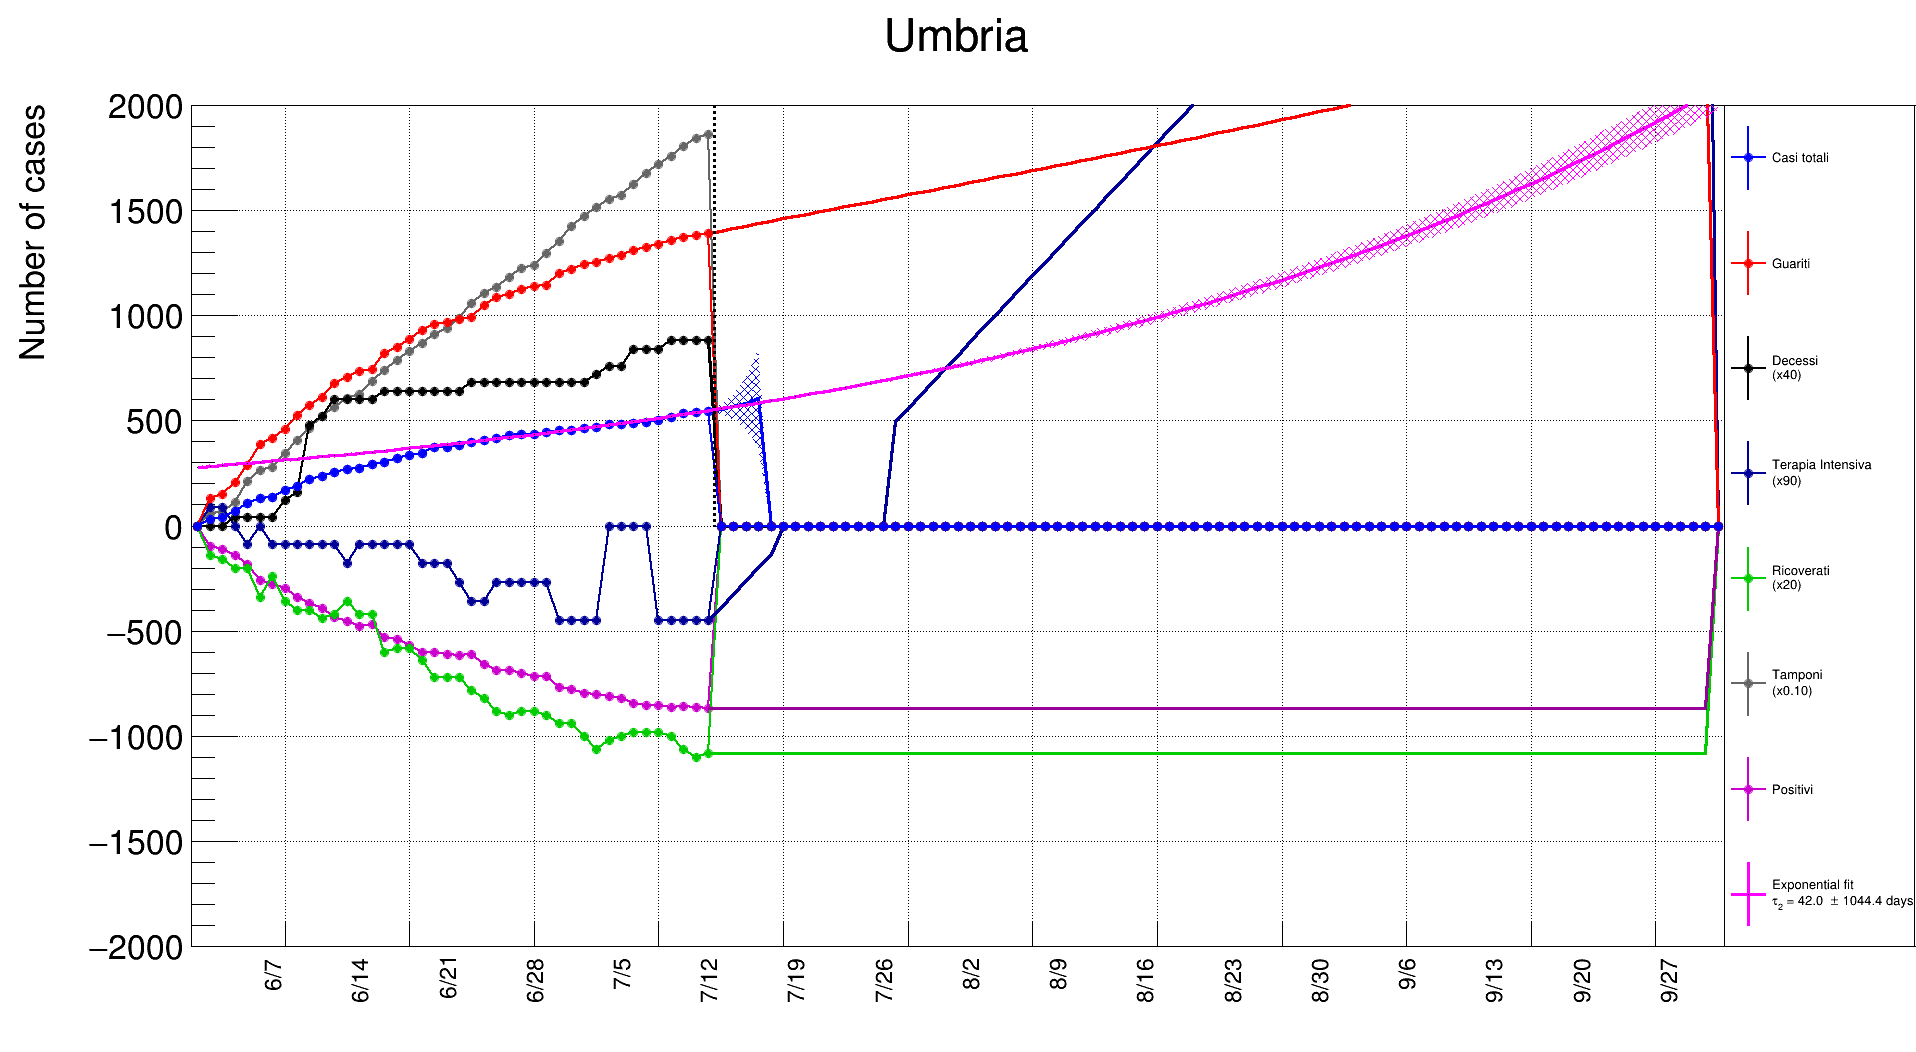 Umbria
Number of cases
2000
1500
1000
500
0
−500
−1000
−1500
−2000
6/7
6/14
6/21
6/28
7/5
7/12
7/19
7/26
8/2
8/9
8/16
8/23
8/30
9/6
9/13
9/20
9/27
Casi totali
Guariti
Decessi
(x40)
Terapia Intensiva
(x90)
Ricoverati
(x20)
Tamponi
(x0.10)
Positivi
Exponential fit
τ2 = 42.0 ± 1044.4 days